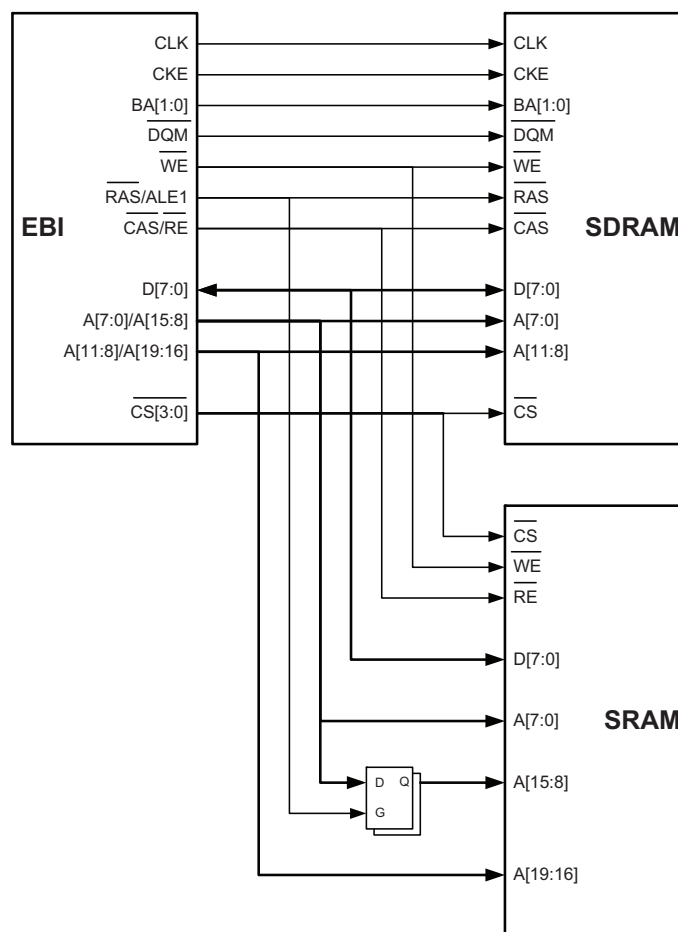 CLK CLK
CKE CKE
BA[1:0] BA[1:0]
DQM DQM
WE WE
RAS/ALE1 RAS
EBI CAS/RE CAS SDRAM
D[7:0] D[7:0]
A[7:0]/A[15:8] A[7:0]
A[11:8]/A[19:16] A[11:8]
CS[3:0] CS
CS
WE
RE
D[7:0]
A[7:0] SRAM
D Q A[15:8]
G
A[19:16]